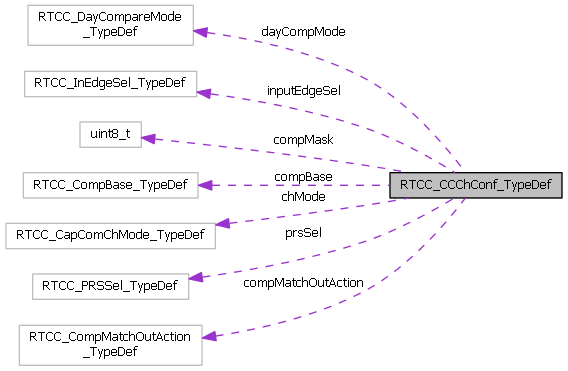 RTCC_DayCompareMode
_TypeDef
dayCompMode
RTCC_InEdgeSel_TypeDef
inputEdgeSel
uint8_t
compMask
RTCC_CompBase_TypeDef
compBase
RTCC_CCChConf_TypeDef
chMode
RTCC_CapComChMode_TypeDef
prsSel
RTCC_PRSSel_TypeDef
compMatchOutAction
RTCC_CompMatchOutAction
_TypeDef